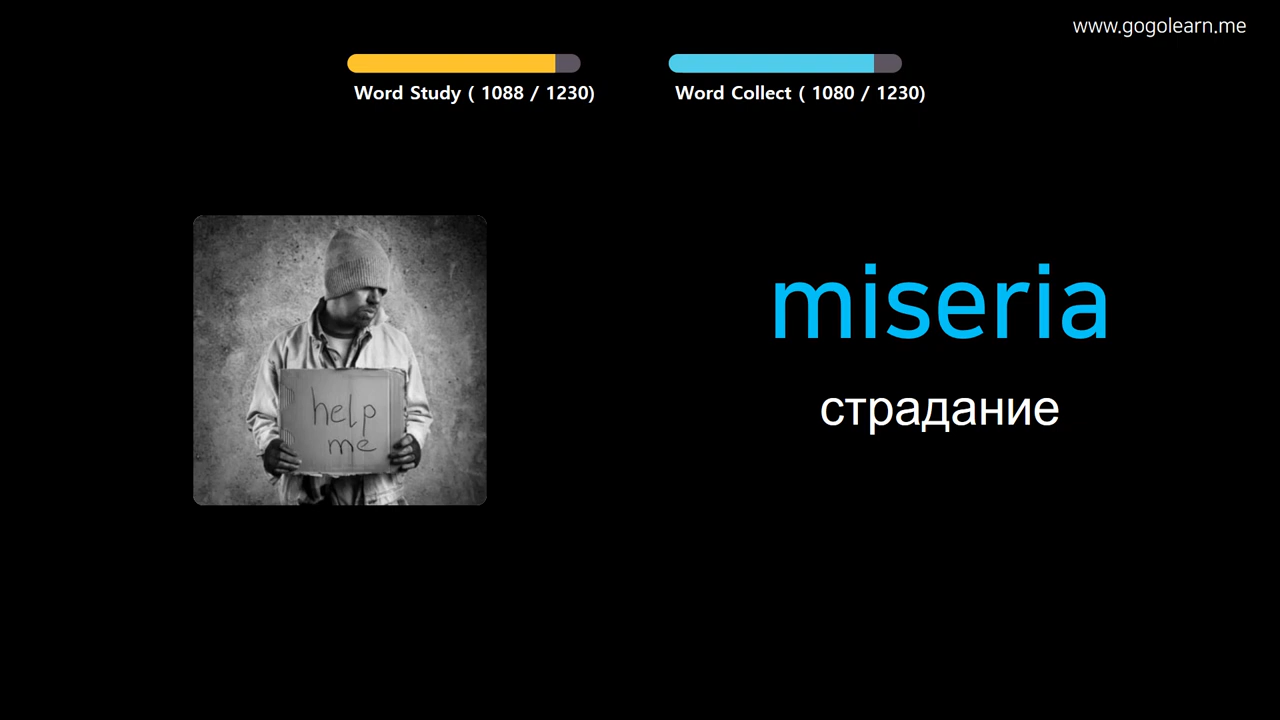 www.gogolearn.me
Word Study ( 1088 / 1230)
Word Collect ( 1080 / 1230)
help
me
miseria
страдание